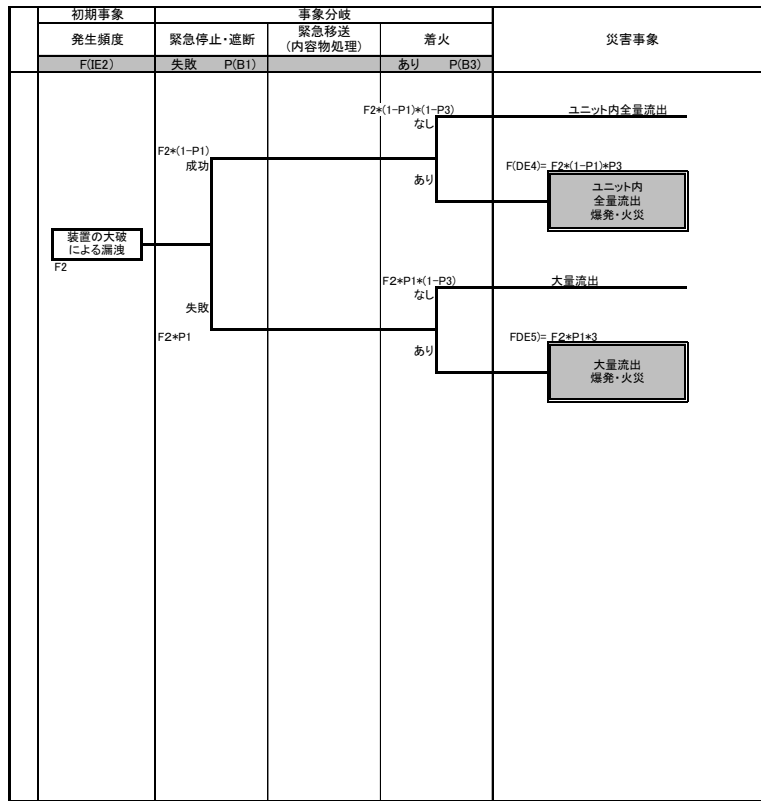 初期事象
事象分岐
発生頻度
緊急停止・遮断
緊急移送
(内容物処理)
着火
災害事象
F(IE2)
失敗 P(B1)
あり P(B3)
F2*(1-P1)*(1-P3)
なし
ユニット内全量流出
F2*(1-P1)
成功
あり
F(DE4)= F2*(1-P1)*P3
ユニット内
全量流出
爆発・火災
装置の大破
による漏洩
F2
F2*P1*(1-P3)
なし
大量流出
失敗
F2*P1
あり
FDE5)= F2*P1*3
大量流出
爆発・火災